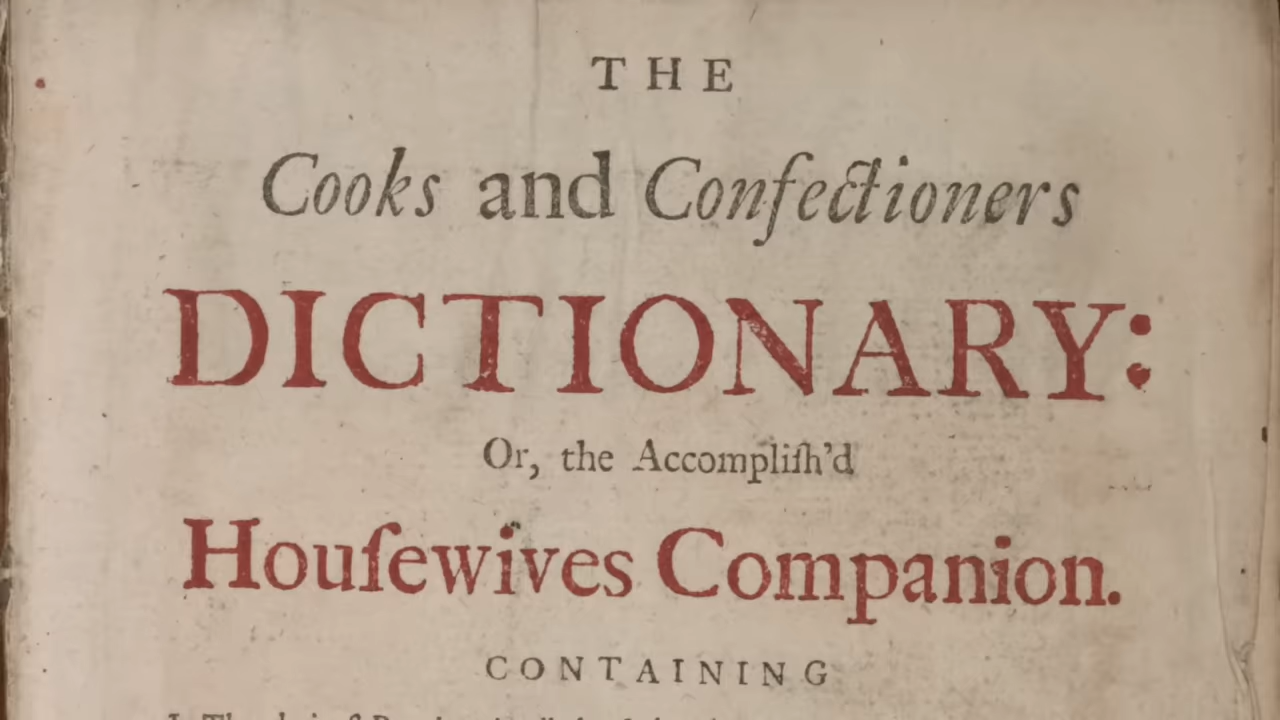 THE
Cooks and Confectioners
DICTIONARY:
Or, the Accompliſh'd
Houſewives Companion.
CONTAINING